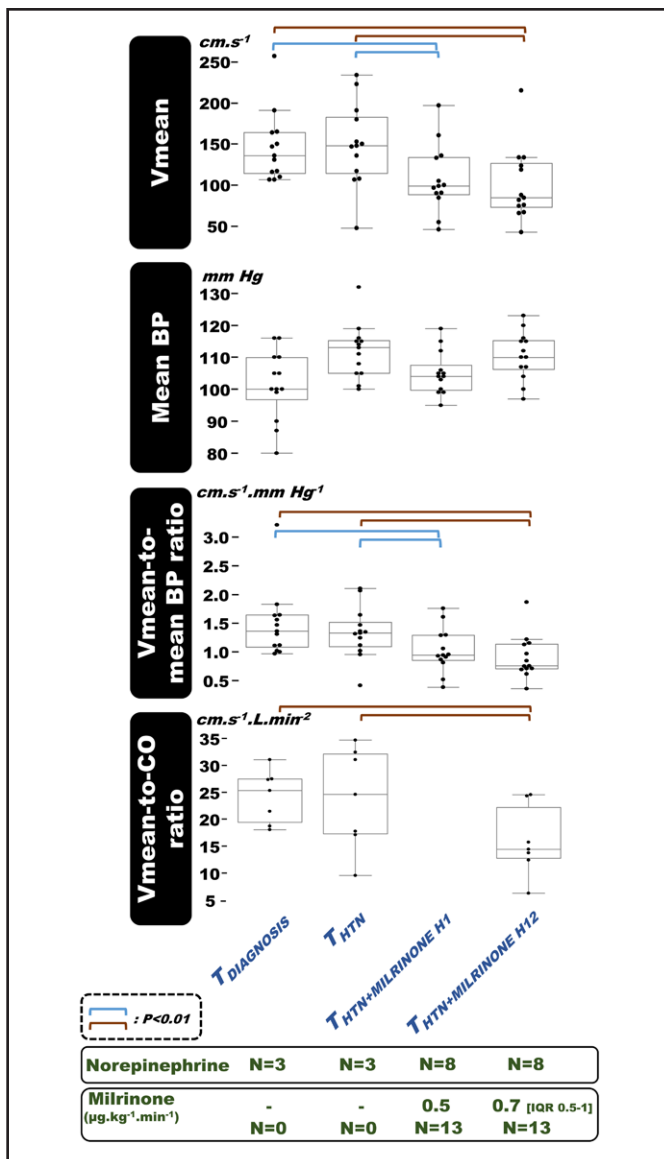 cm.s-1
Vmean
250
200
150
100
50
mm Hg
Mean BP
130
120
110
100
90
80
cm.s-1.mm Hg-1
Vmean-to-
mean BP ratio
3.0
2.5
2.0
1.5
1.0
0.5
cm.s-1.L.min-2
Vmean-to-CO
ratio
35
30
25
20
15
10
5
TDIAGNOSIS
THTN
THTN+MILRINONE H1
THTN+MILRINONE H12
: P<0.01
Norepinephrine N=3 N=3 N=8 N=8
Milrinone - - 0.5 0.7 [IQR 0.5-1]
(µg.kg-1.min-1) N=0 N=0 N=13 N=13